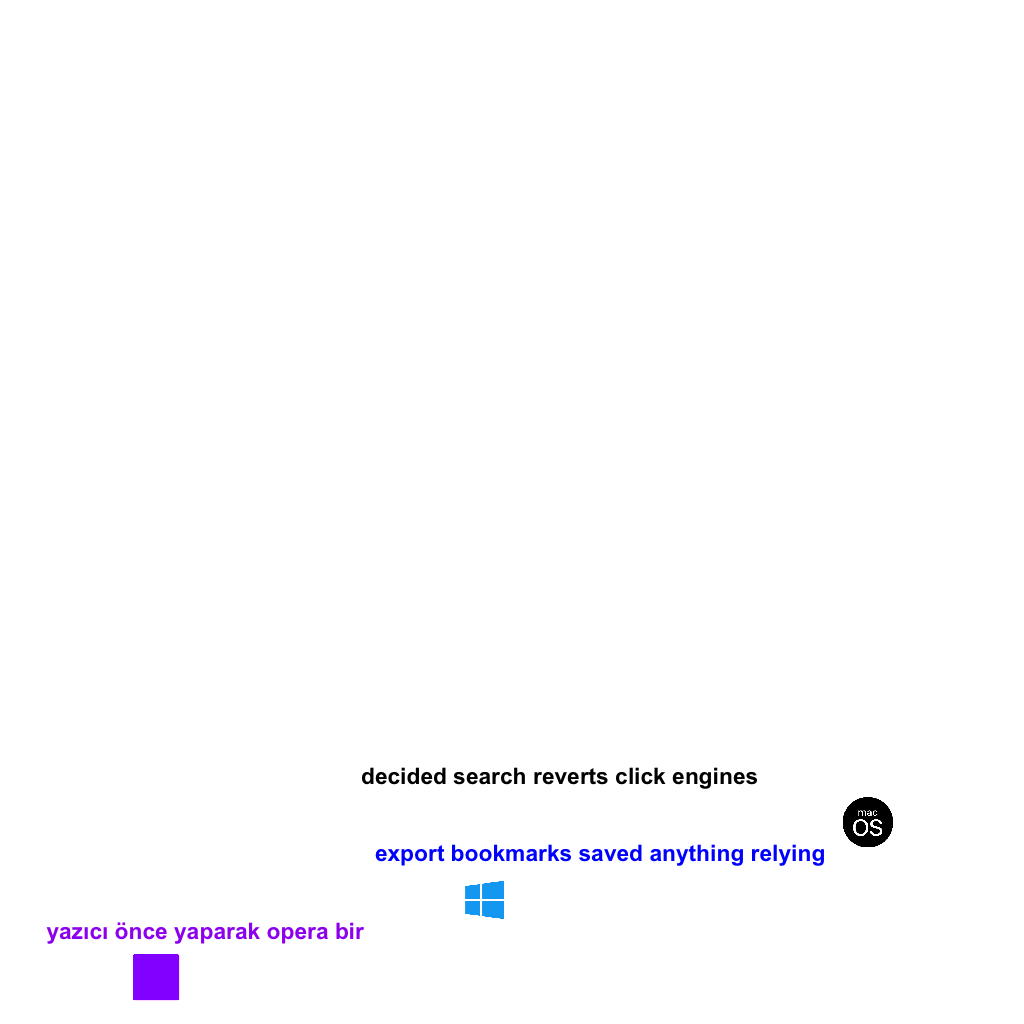 decided search reverts click engines
mac
OS
export bookmarks saved anything relying
yazıcı önce yaparak opera bir